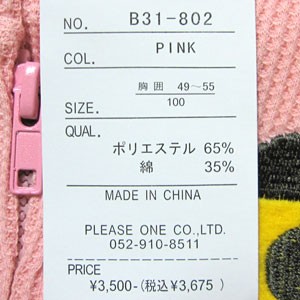 NO. B31-802
COL. PINK
胸囲 49～55
SIZE. 100
QUAL.
ポリエステル 65%
綿 35%
MADE IN CHINA
PLEASE ONE CO.,LTD.
052-910-8511
PRICE
¥3,500-(税込¥3,675 )